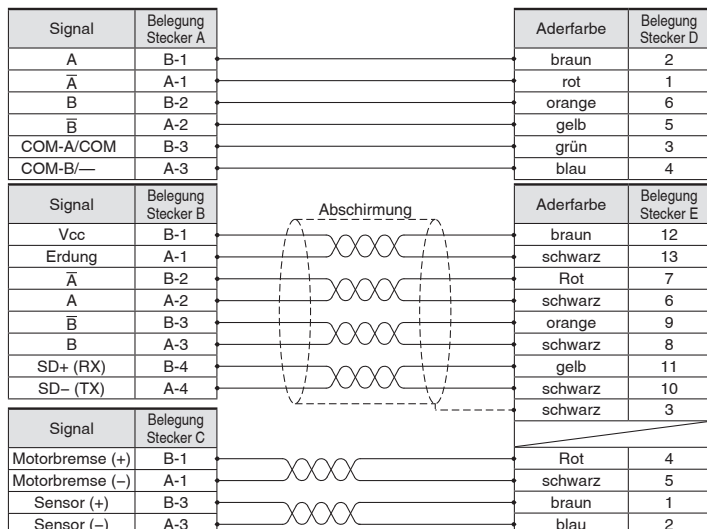 Signal Belegung Stecker A Aderfarbe Belegung Stecker D
A B-1 braun 2
A̅ A-1 rot 1
B B-2 orange 6
B̅ A-2 gelb 5
COM-A/COM B-3 grün 3
COM-B/— A-3 blau 4
Signal Belegung Stecker B Abschirmung Aderfarbe Belegung Stecker E
Vcc B-1 braun 12
Erdung A-1 schwarz 13
A̅ B-2 Rot 7
A A-2 schwarz 6
B̅ B-3 orange 9
B A-3 schwarz 8
SD+ (RX) B-4 gelb 11
SD− (TX) A-4 schwarz 10
schwarz 3
Signal Belegung Stecker C
Motorbremse (+) B-1 Rot 4
Motorbremse (−) A-1 schwarz 5
Sensor (+) B-3 braun 1
Sensor (−) A-3 blau 2